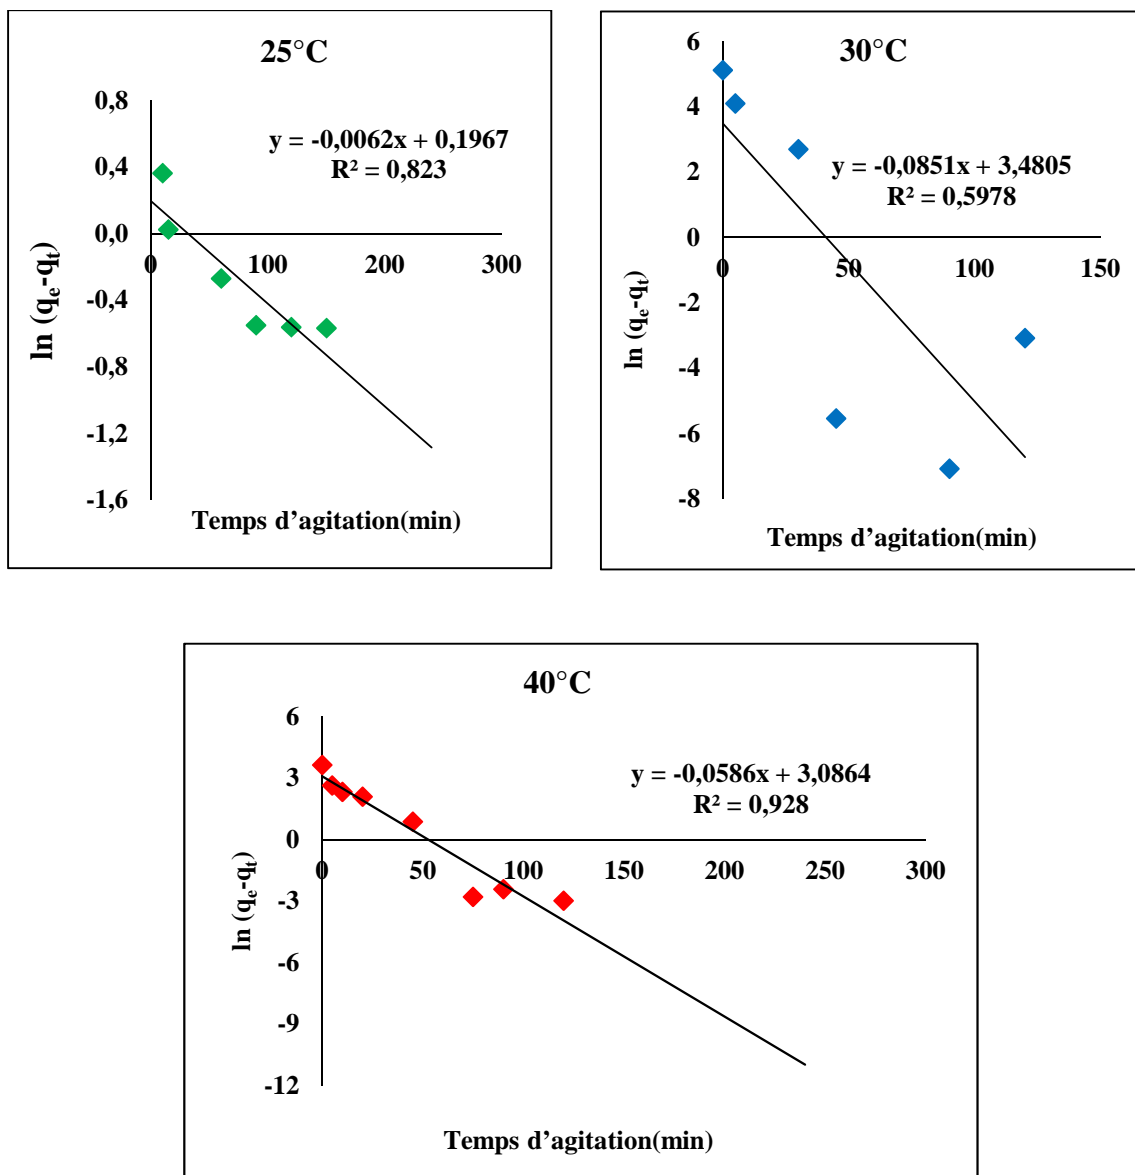 25°C
0,8
y = -0,0062x + 0,1967
R² = 0,823
0,4
0,0
0 100 200 300
-0,4
-0,8
-1,2
-1,6
ln (qe-qt)
Temps d’agitation(min)
30°C
6
4
y = -0,0851x + 3,4805
R² = 0,5978
2
0
0 50 100 150
-2
-4
-6
-8
ln (qe-qt)
Temps d’agitation(min)
40°C
6
y = -0,0586x + 3,0864
R² = 0,928
3
0
0 50 100 150 200 250 300
-3
-6
-9
-12
ln (qe-qt)
Temps d’agitation(min)